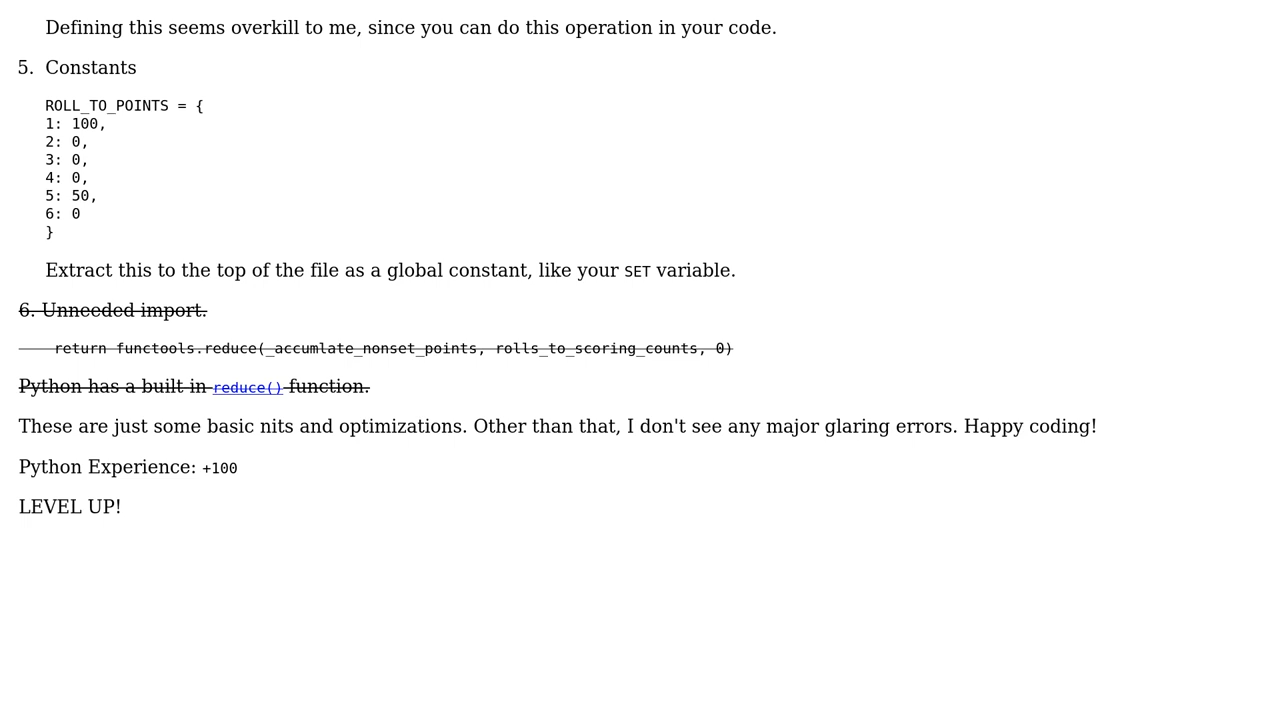 Defining this seems overkill to me, since you can do this operation in your code.
5. Constants
ROLL_TO_POINTS = {
1: 100,
2: 0,
3: 0,
4: 0,
5: 50,
6: 0
}
Extract this to the top of the file as a global constant, like your SET variable.
6. Unneeded import.
return functools.reduce(_accumlate_nonset_points, rolls_to_scoring_counts, 0)
Python has a built in reduce() function.
These are just some basic nits and optimizations. Other than that, I don't see any major glaring errors. Happy coding!
Python Experience: +100
LEVEL UP!